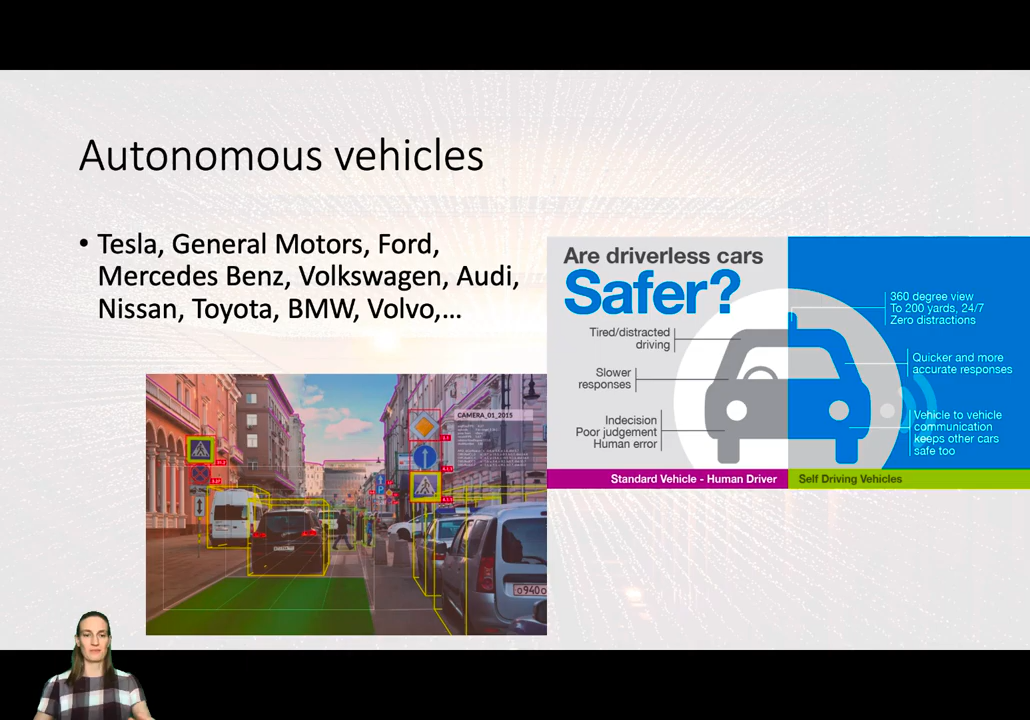 Autonomous vehicles
• Tesla, General Motors, Ford,
Mercedes Benz, Volkswagen, Audi,
Nissan, Toyota, BMW, Volvo,...
CAMERA_01_2015
Are driverless cars
Safer?
Tired/distracted
driving
Slower
responses
Indecision
Poor judgement
Human error
360 degree view
To 200 yards, 24/7
Zero distractions
Quicker and more
accurate responses
Vehicle to vehicle
communication
keeps other cars
safe too
Standard Vehicle - Human Driver
Self Driving Vehicles